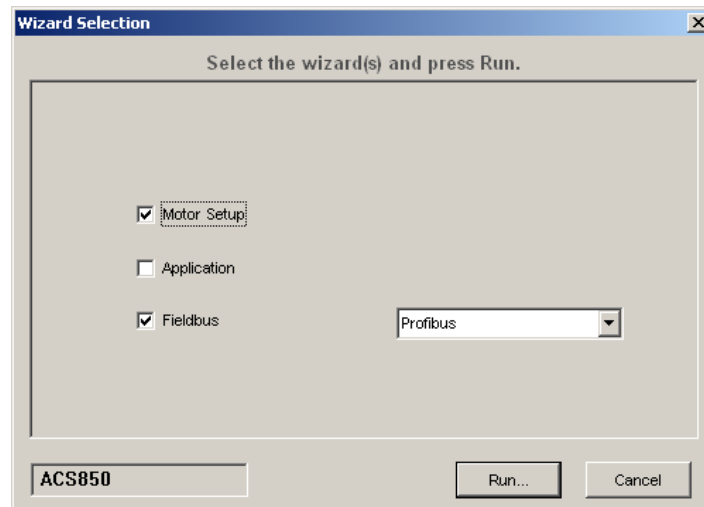 Wizard Selection
Select the wizard(s) and press Run.
Motor Setup
Application
Fieldbus Profibus
ACS850 Run... Cancel